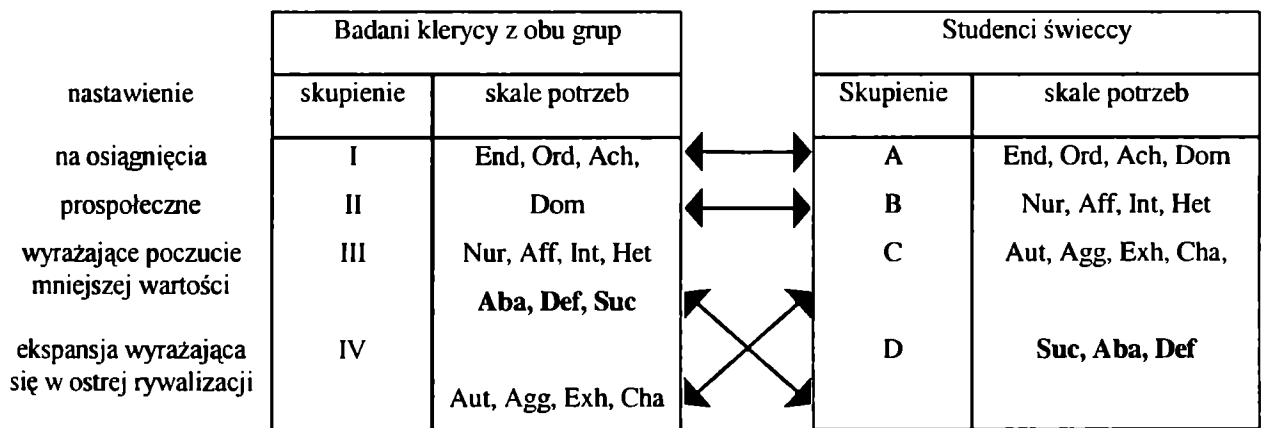 Badani klerycy z obu grup Studenci świeccy
nastawienie skupienie skale potrzeb Skupienie skale potrzeb
na osiągnięcia I End, Ord, Ach, A End, Ord, Ach, Dom
prospołeczne II Dom B Nur, Aff, Int, Het
wyrażające poczucie III Nur, Aff, Int, Het C Aut, Agg, Exh, Cha,
mniejszej wartości
Aba, Def, Suc
ekspansja wyrażająca IV D Suc, Aba, Def
się w ostrej rywalizacji
Aut, Agg, Exh, Cha